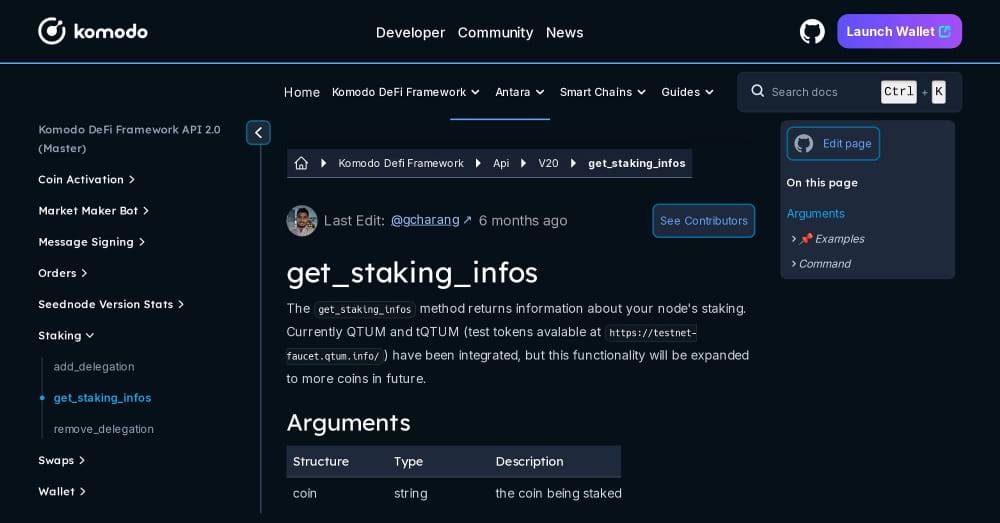 komodo
Developer Community News
Launch Wallet
Home Komodo DeFi Framework Antara Smart Chains Guides
Search docs Ctrl + K
Komodo DeFi Framework API 2.0
(Master)
Coin Activation
Market Maker Bot
Message Signing
Orders
Seednode Version Stats
Staking
add_delegation
get_staking_infos
remove_delegation
Swaps
Wallet
Komodo Defi Framework Api V20 get_staking_infos
Last Edit: @gcharang ↗ 6 months ago
See Contributors
get_staking_infos
The get_staking_infos method returns information about your node's staking.
Currently QTUM and tQTUM (test tokens avalable at https://testnet-
faucet.qtum.info/ ) have been integrated, but this functionality will be expanded
to more coins in future.
Arguments
Structure Type Description
coin string the coin being staked
Edit page
On this page
Arguments
📌 Examples
Command